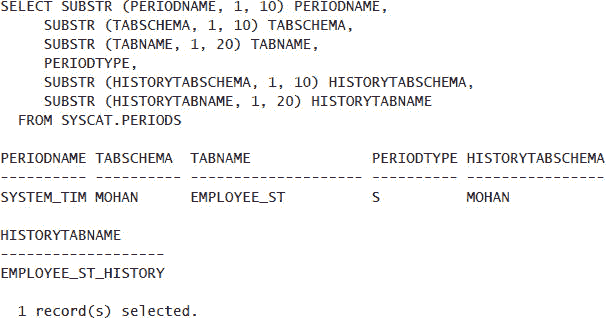 SELECT SUBSTR (PERIODNAME, 1, 10) PERIODNAME,
SUBSTR (TABSCHEMA, 1, 10) TABSCHEMA,
SUBSTR (TABNAME, 1, 20) TABNAME,
PERIODTYPE,
SUBSTR (HISTORYTABSCHEMA, 1, 10) HISTORYTABSCHEMA,
SUBSTR (HISTORYTABNAME, 1, 20) HISTORYTABNAME
FROM SYSCAT.PERIODS
PERIODNAME TABSCHEMA TABNAME PERIODTYPE HISTORYTABSCHEMA
---------- ---------- -------------------- ---------- ----------------
SYSTEM_TIM MOHAN EMPLOYEE_ST S MOHAN
HISTORYTABNAME
-------------------
EMPLOYEE_ST_HISTORY
1 record(s) selected.